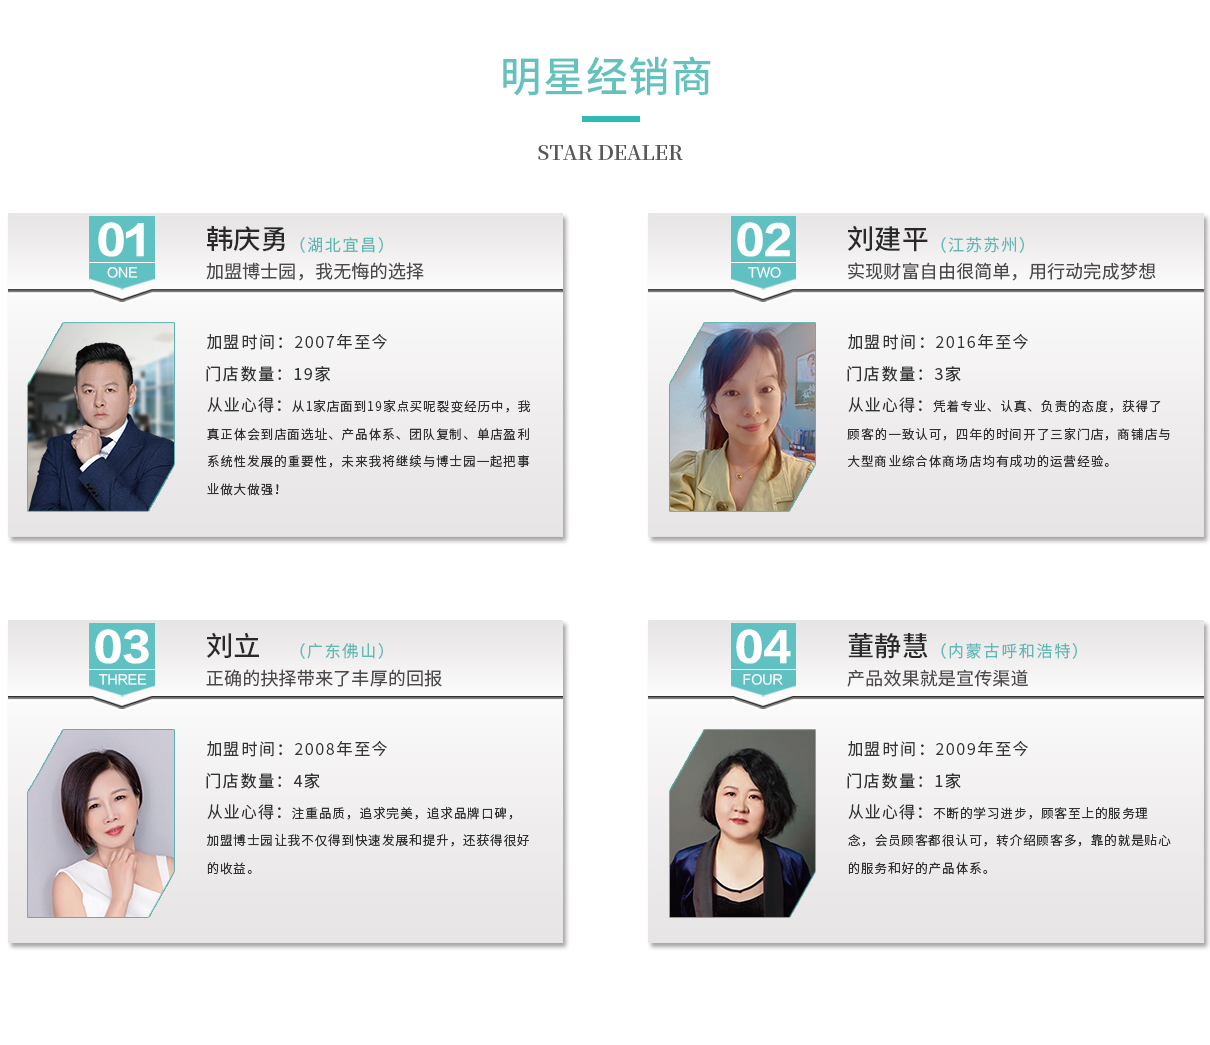 明星经销商
STAR DEALER
01
ONE
韩庆勇（湖北宜昌）
加盟博士园，我无悔的选择
加盟时间：2007年至今
门店数量：19家
从业心得：从1家店面到19家点买呢裂变经历中，我
真正体会到店面选址、产品体系、团队复制、单店盈利
系统性发展的重要性，未来我将继续与博士园一起把事
业做大做强！
02
TWO
刘建平（江苏苏州）
实现财富自由很简单，用行动完成梦想
加盟时间：2016年至今
门店数量：3家
从业心得：凭着专业、认真、负责的态度，获得了
顾客的一致认可，四年的时间开了三家门店，商铺店与
大型商业综合体商场店均有成功的运营经验。
03
THREE
刘立（广东佛山）
正确的抉择带来了丰厚的回报
加盟时间：2008年至今
门店数量：4家
从业心得：注重品质，追求完美，追求品牌口碑，
加盟博士园让我不仅得到快速发展和提升，还获得很好
的收益。
04
FOUR
董静慧（内蒙古呼和浩特）
产品效果就是宣传渠道
加盟时间：2009年至今
门店数量：1家
从业心得：不断的学习进步，顾客至上的服务理
念，会员顾客都很认可，转介绍顾客多，靠的就是贴心
的服务和好的产品体系。